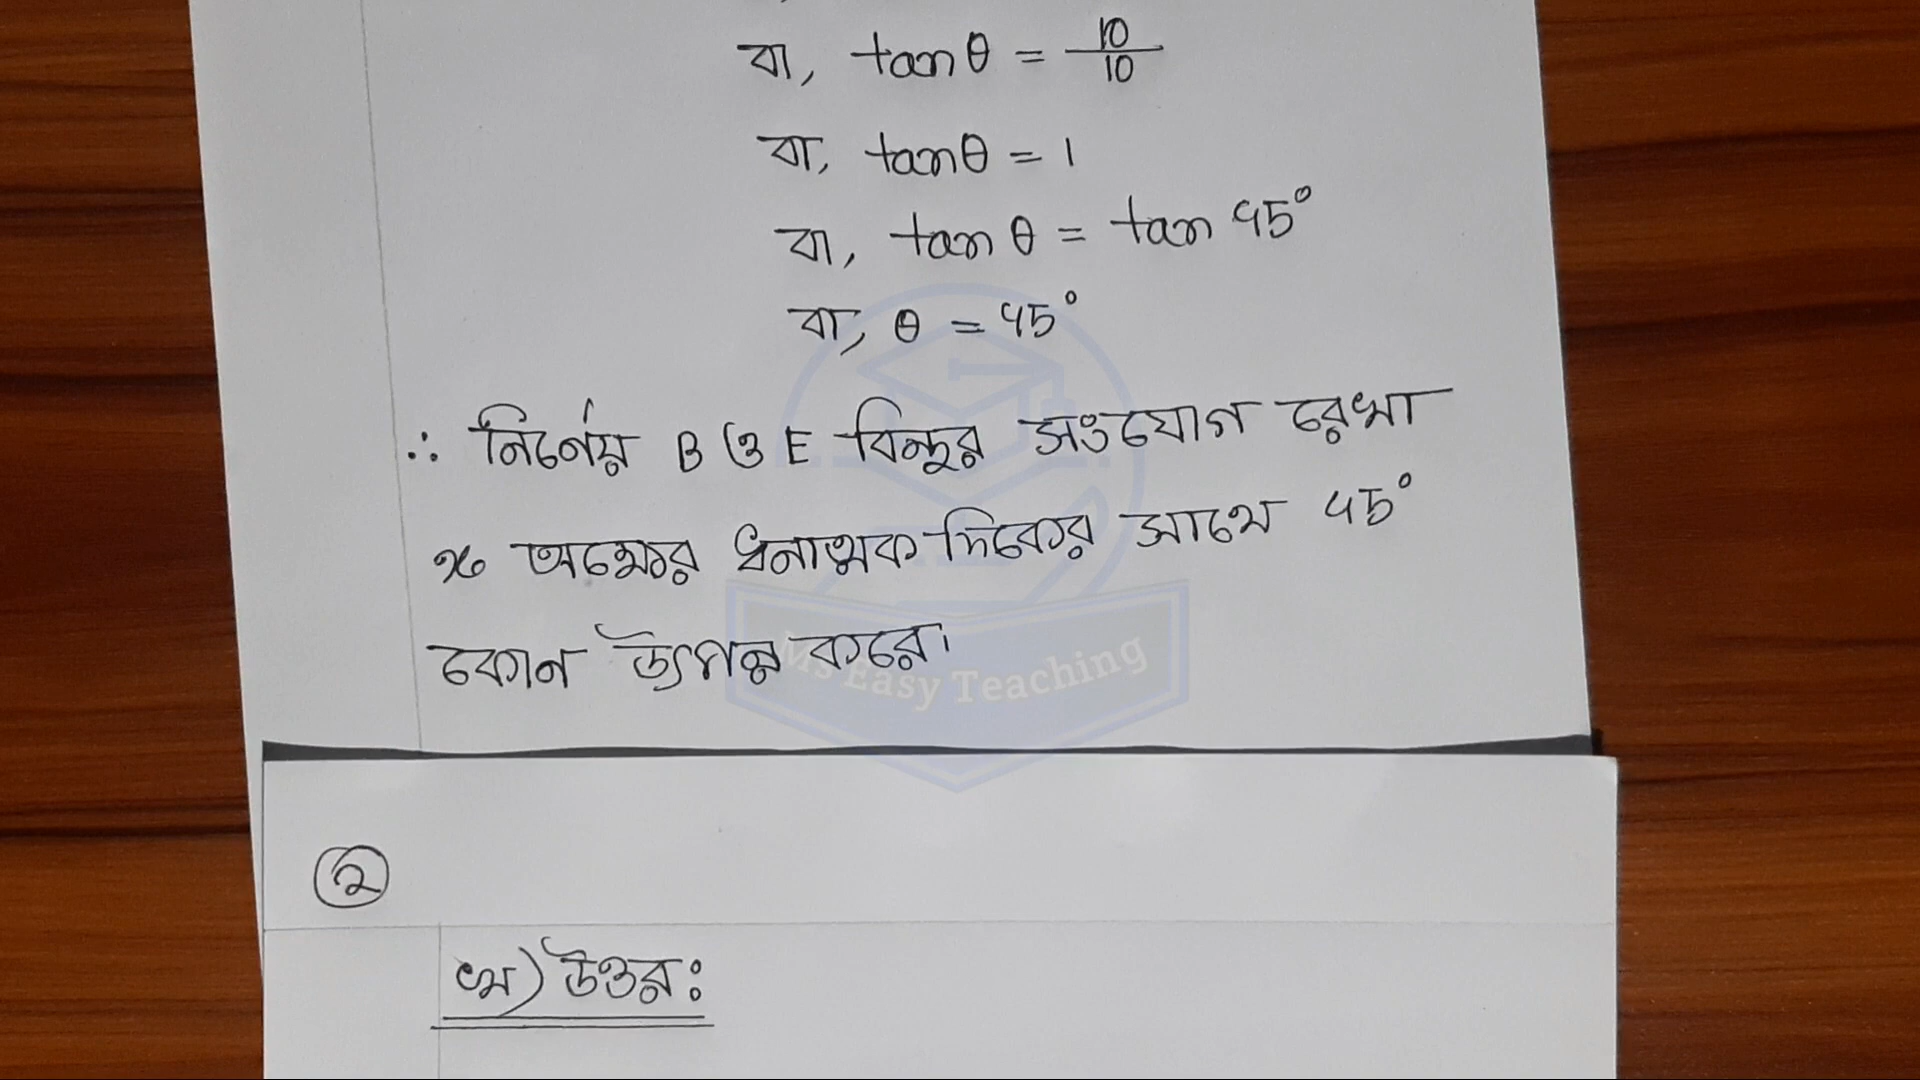 বা, tanθ = 10/10
বা, tanθ = 1
বা, tanθ = tan 45°
বা, θ = 45°
∴ নির্ণেয় B ও E বিন্দুর সংযোগ রেখা
x অক্ষের ধনাত্মক দিকের সাথে 45°
কোন উৎপন্ন করে।
Ms Easy Teaching
২
খ) উত্তরঃ